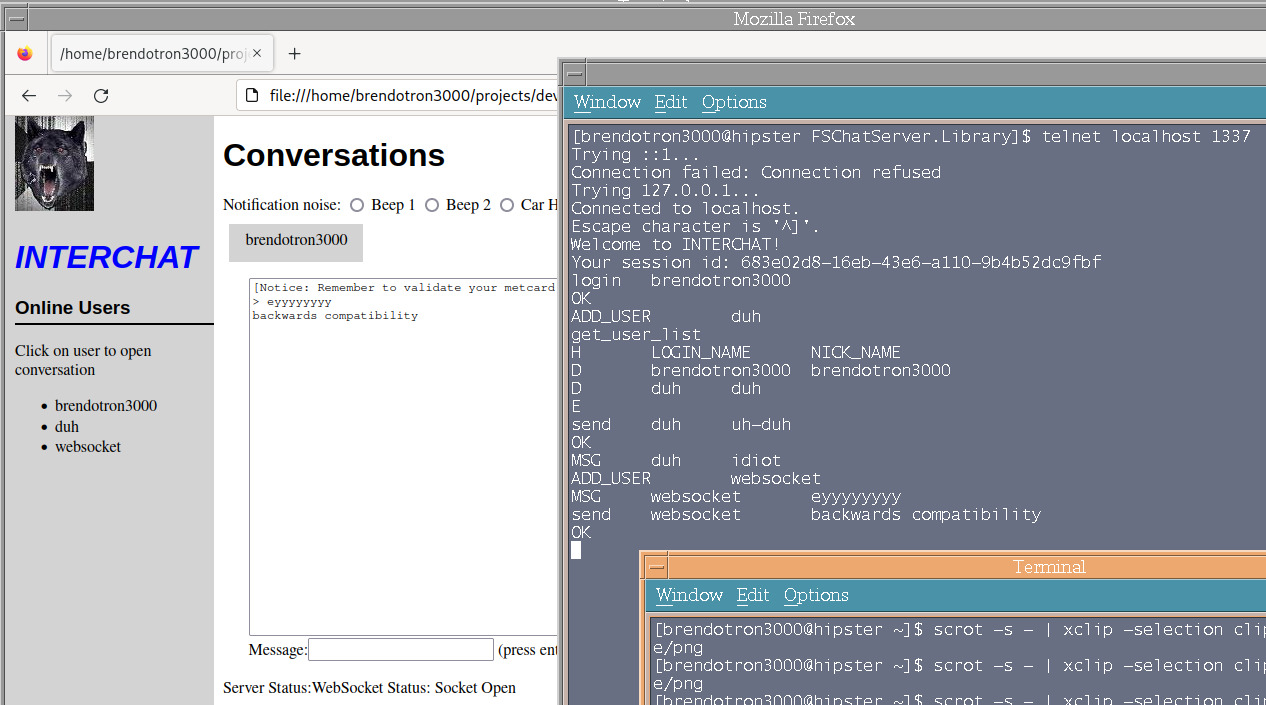 Mozilla Firefox
/home/brendotron3000/proj
file:///home/brendotron3000/projects/dev
INTERCHAT
Online Users
Click on user to open
conversation
brendotron3000
duh
websocket
Conversations
Notification noise: Beep 1 Beep 2 Car H
brendotron3000
[Notice: Remember to validate your metcard
> eyyyyyyyy
backwards compatibility
Message: (press ent
Server Status:WebSocket Status: Socket Open
Window Edit Options
[brendotron3000@hipster FSChatServer.Library]$ telnet localhost 1337
Trying ::1...
Connection failed: Connection refused
Trying 127.0.0.1...
Connected to localhost.
Escape character is '^]'.
Welcome to INTERCHAT!
Your session id: 683e02d8-16eb-43e6-a110-9b4b52dc9fbf
login brendotron3000
OK
ADD_USER duh
get_user_list
H LOGIN_NAME NICK_NAME
D brendotron3000 brendotron3000
D duh duh
E
send duh uh-duh
OK
MSG duh idiot
ADD_USER websocket
MSG websocket eyyyyyyyy
send websocket backwards compatibility
OK
Terminal
Window Edit Options
[brendotron3000@hipster ~]$ scrot -s - | xclip -selection clip
e/png
[brendotron3000@hipster ~]$ scrot -s - | xclip -selection clip
e/png
[brendotron3000@hipster ~]$ scrot -s - | xclip -selection clip